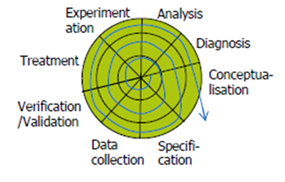 Experiment
ation
Analysis
Diagnosis
Treatment
Conceptua-
lisation
Verification
/Validation
Data
collection
Specifi-
cation